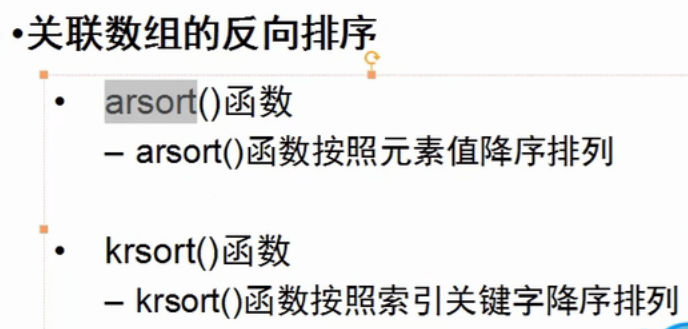 •关联数组的反向排序
• arsort()函数
– arsort()函数按照元素值降序排列
• krsort()函数
– krsort()函数按照索引关键字降序排列